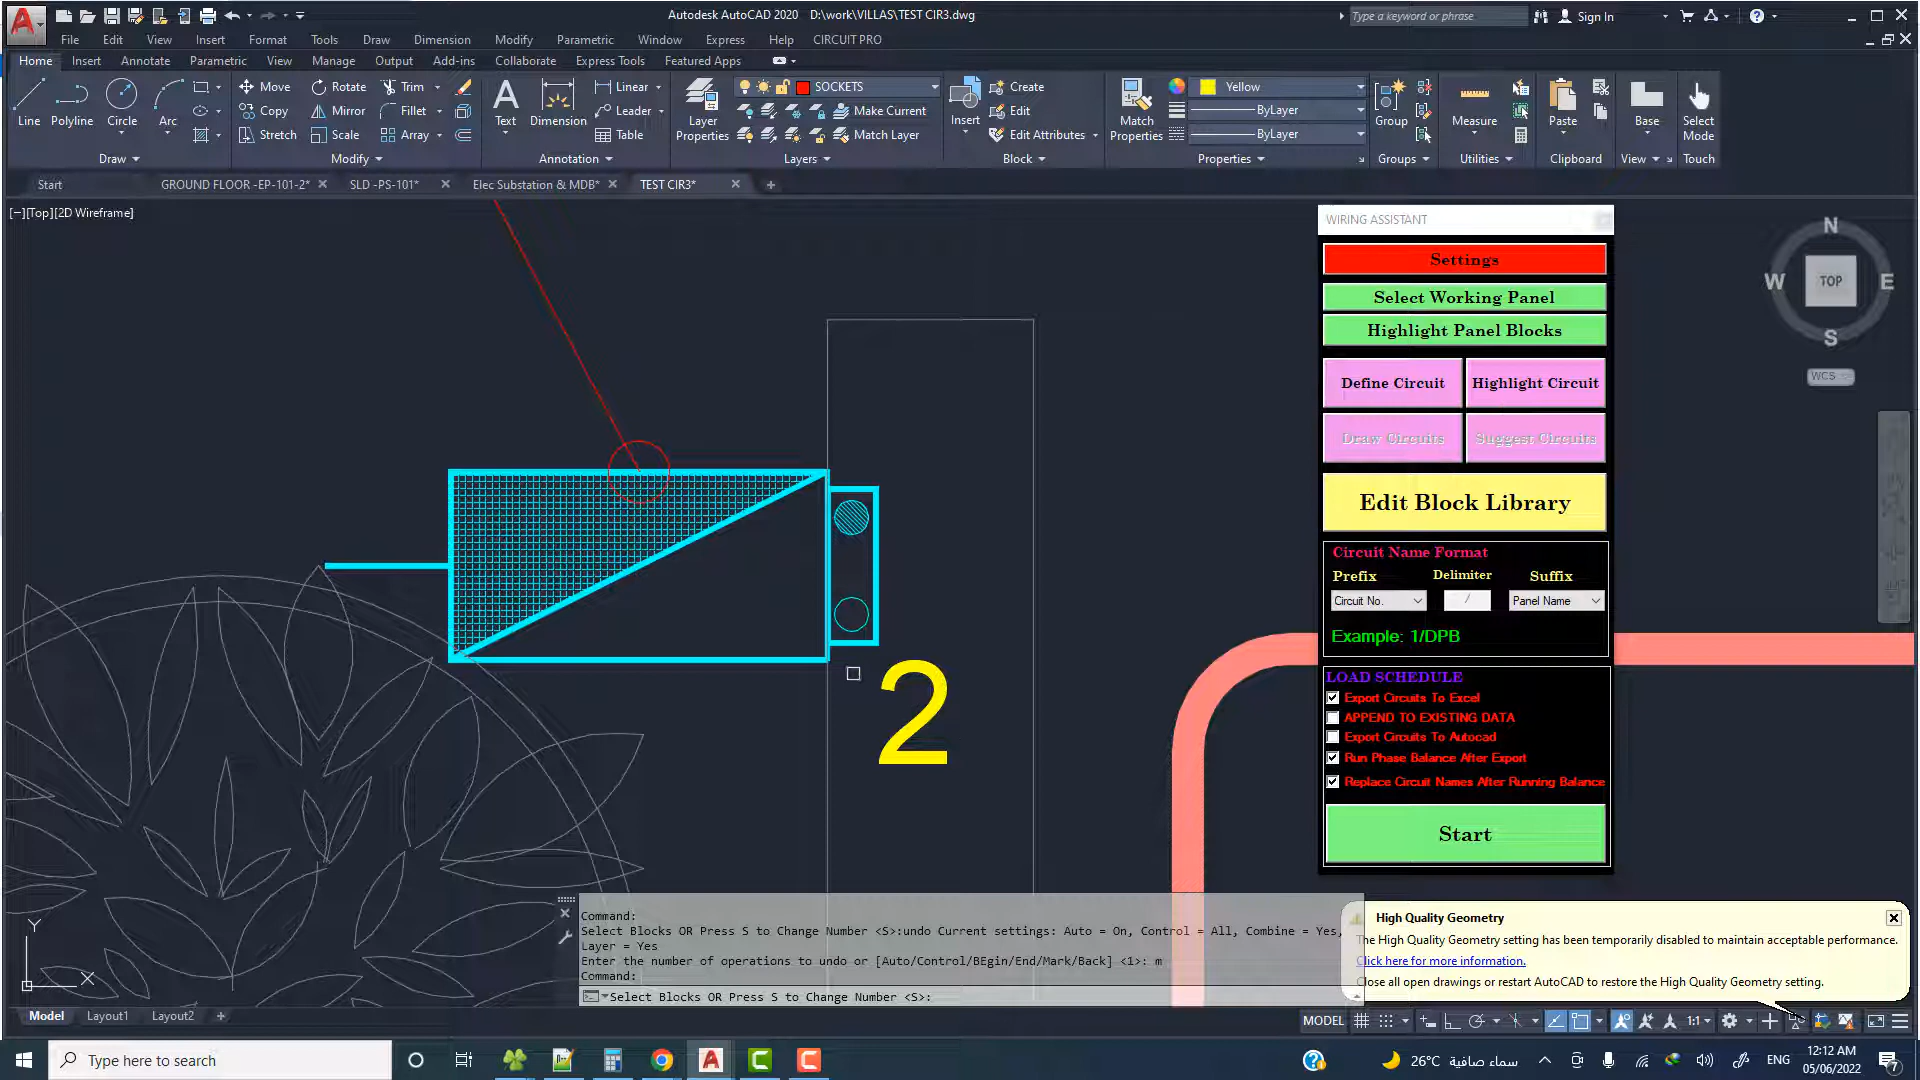 Autodesk AutoCAD 2020   D:\work\VILLAS\TEST CIR3.dwg
Type a keyword or phrase
Sign In
File Edit View Insert Format Tools Draw Dimension Modify Parametric Window Express Help CIRCUIT PRO
Home Insert Annotate Parametric View Manage Output Add-ins Collaborate Express Tools Featured Apps
Line Polyline Circle Arc
Move Rotate Trim
Copy Mirror Fillet
Stretch Scale Array
Text Dimension
Linear
Leader
Table
Layer Properties
SOCKETS
Make Current
Match Layer
Insert
Create
Edit
Edit Attributes
Match Properties
Yellow
ByLayer
ByLayer
Group
Measure
Paste
Base
Select Mode
Draw Modify Annotation Layers Block Properties Groups Utilities Clipboard View Touch
Start
GROUND FLOOR -EP-101-2*
SLD -PS-101*
Elec Substation & MDB*
TEST CIR3*
[−][Top][2D Wireframe]
WIRING ASSISTANT
Settings
Select Working Panel
Highlight Panel Blocks
Define Circuit
Highlight Circuit
Draw Circuits
Suggest Circuits
Edit Block Library
Circuit Name Format
Prefix Delimiter Suffix
Circuit No. / Panel Name
Example: 1/DPB
LOAD SCHEDULE
Export Circuits To Excel
APPEND TO EXISTING DATA
Export Circuits To Autocad
Run Phase Balance After Export
Replace Circuit Names After Running Balance
Start
N
W TOP E
S
WCS
2
Command:
Select Blocks OR Press S to Change Number <S>:undo Current settings: Auto = On, Control = All, Combine = Yes,
Layer = Yes
Enter the number of operations to undo or [Auto/Control/BEgin/End/Mark/Back] <1>: m
Command:
Select Blocks OR Press S to Change Number <S>:
High Quality Geometry
The High Quality Geometry setting has been temporarily disabled to maintain acceptable performance.
Click here for more information.
Close all open drawings or restart AutoCAD to restore the High Quality Geometry setting.
Y
X
Model Layout1 Layout2
MODEL
1:1
Type here to search
26°C سماء صافية
ENG
12:12 AM
05/06/2022
7